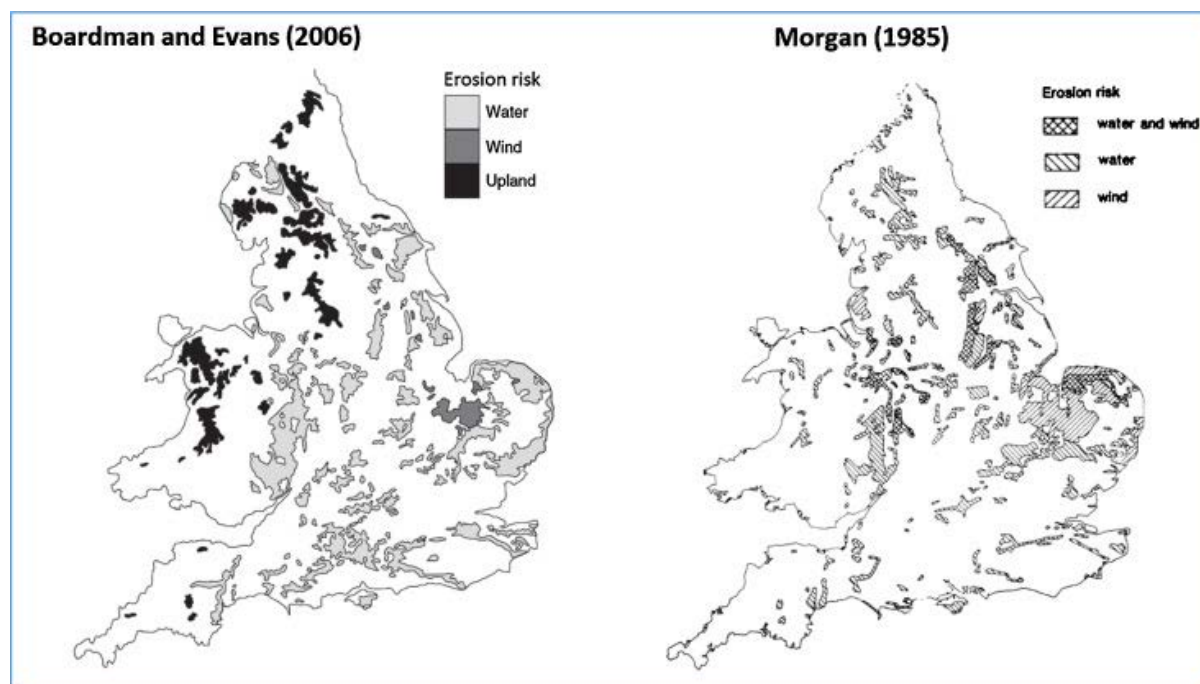 Boardman and Evans (2006)
Erosion risk
Water
Wind
Upland
Morgan (1985)
Erosion risk
water and wind
water
wind